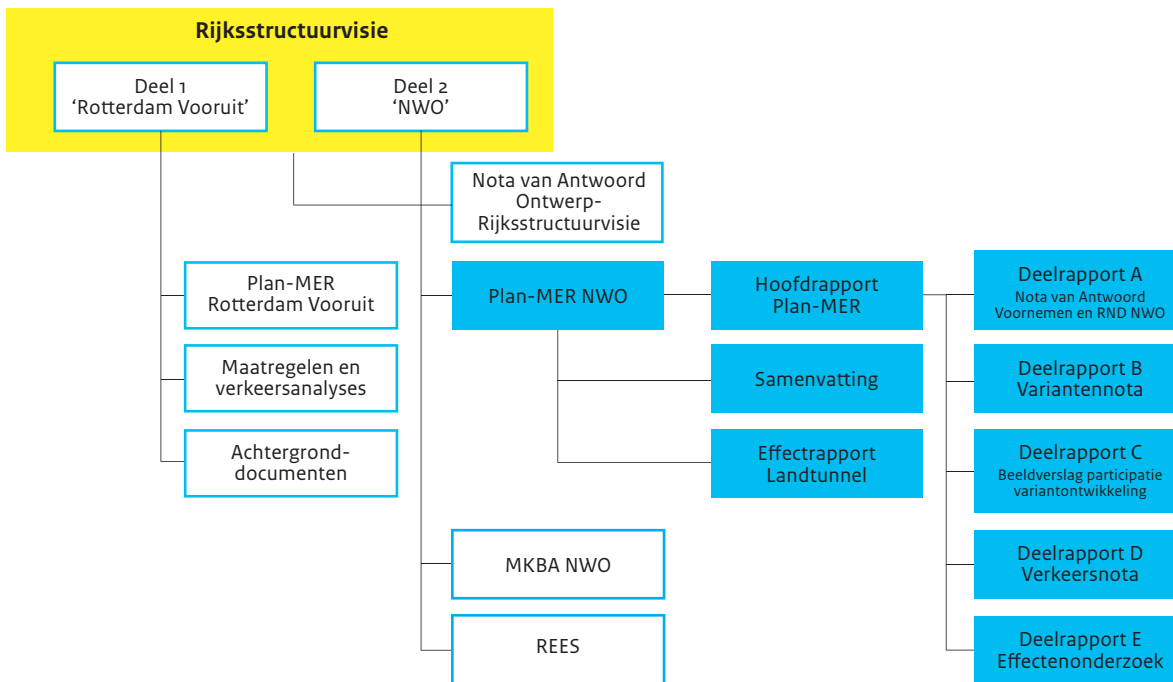 Rijksstructuurvisie
Deel 1
‘Rotterdam Vooruit’
Deel 2
‘NWO’
Nota van Antwoord
Ontwerp-
Rijksstructuurvisie
Plan-MER
Rotterdam Vooruit
Maatregelen en
verkeersanalyses
Achtergrond-
documenten
Plan-MER NWO
Hoofdrapport
Plan-MER
Samenvatting
Effectrapport
Landtunnel
MKBA NWO
REES
Deelrapport A
Nota van Antwoord
Voornemen en RND NWO
Deelrapport B
Variantennota
Deelrapport C
Beeldverslag participatie
variantontwikkeling
Deelrapport D
Verkeersnota
Deelrapport E
Effectenonderzoek